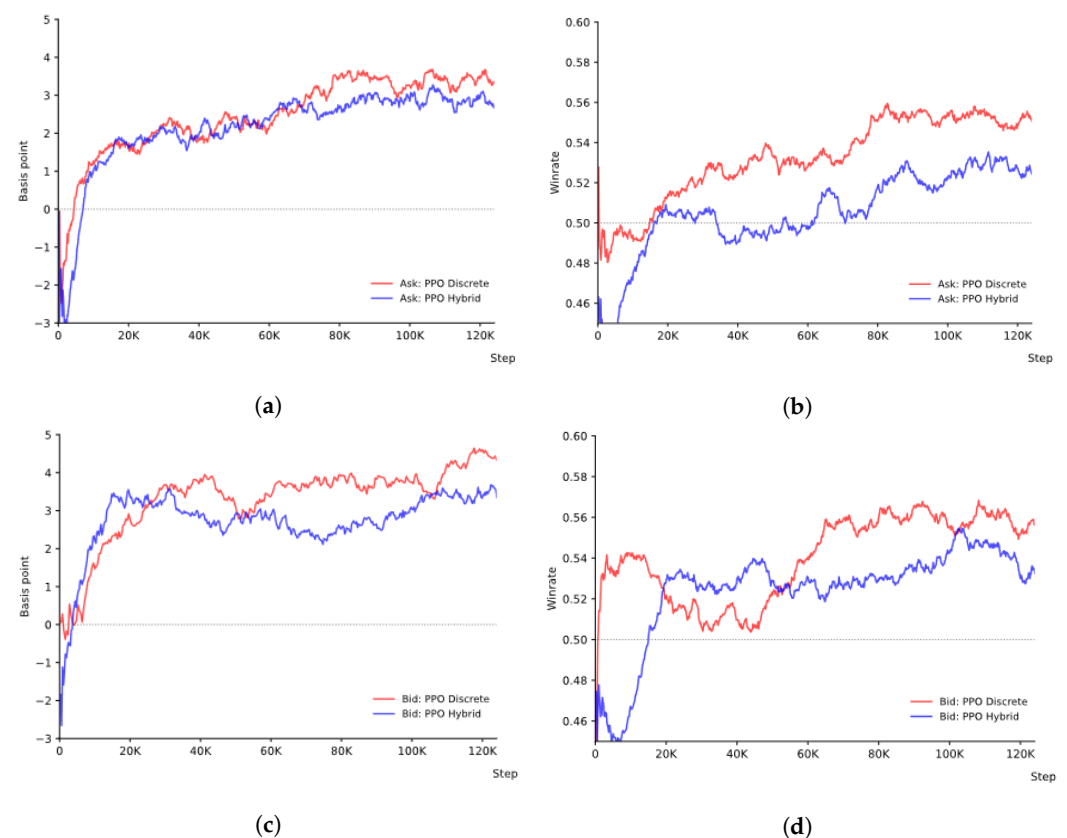 5
4
3
2
1
0
−1
−2
−3
Basis point
0
20K
40K
60K
80K
100K
120K
Step
Ask: PPO Discrete
Ask: PPO Hybrid
(a)
0.60
0.58
0.56
0.54
0.52
0.50
0.48
0.46
Winrate
0
20K
40K
60K
80K
100K
120K
Step
Ask: PPO Discrete
Ask: PPO Hybrid
(b)
5
4
3
2
1
0
−1
−2
−3
Basis point
0
20K
40K
60K
80K
100K
120K
Step
Bid: PPO Discrete
Bid: PPO Hybrid
(c)
0.60
0.58
0.56
0.54
0.52
0.50
0.48
0.46
Winrate
0
20K
40K
60K
80K
100K
120K
Step
Bid: PPO Discrete
Bid: PPO Hybrid
(d)